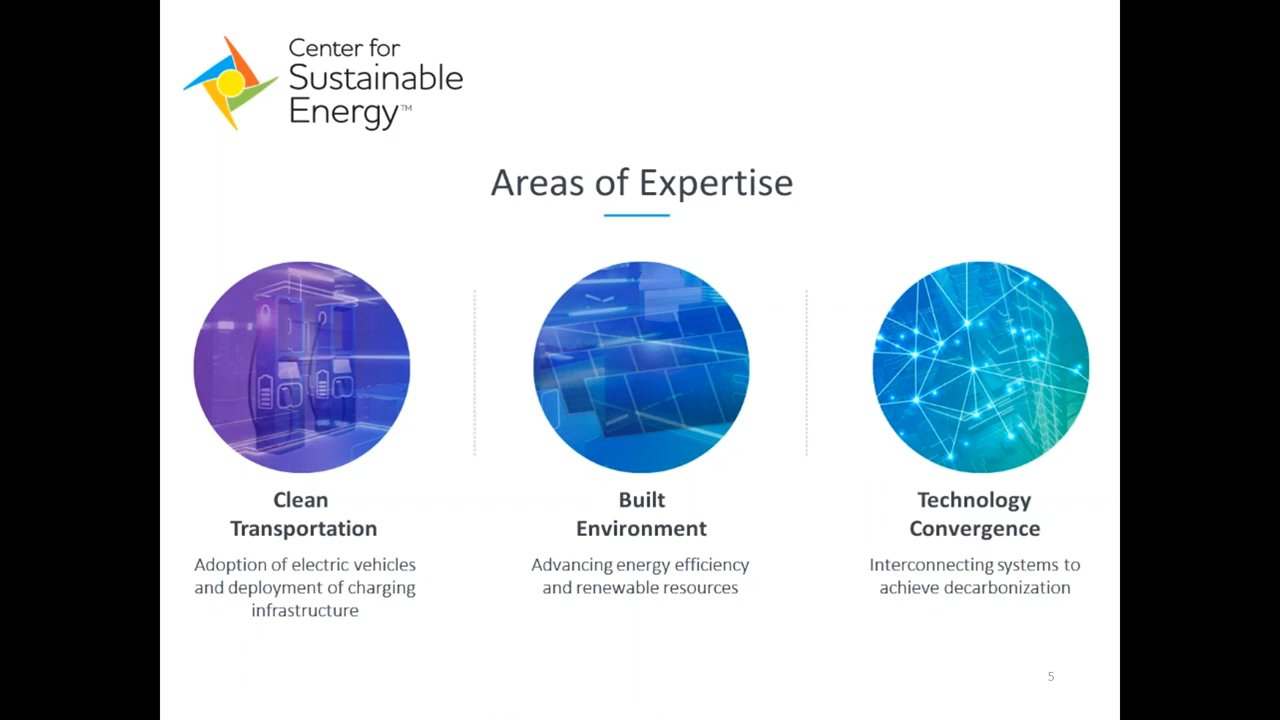 Center for
Sustainable
Energy™
Areas of Expertise
Clean
Transportation
Adoption of electric vehicles
and deployment of charging
infrastructure
Built
Environment
Advancing energy efficiency
and renewable resources
Technology
Convergence
Interconnecting systems to
achieve decarbonization
5